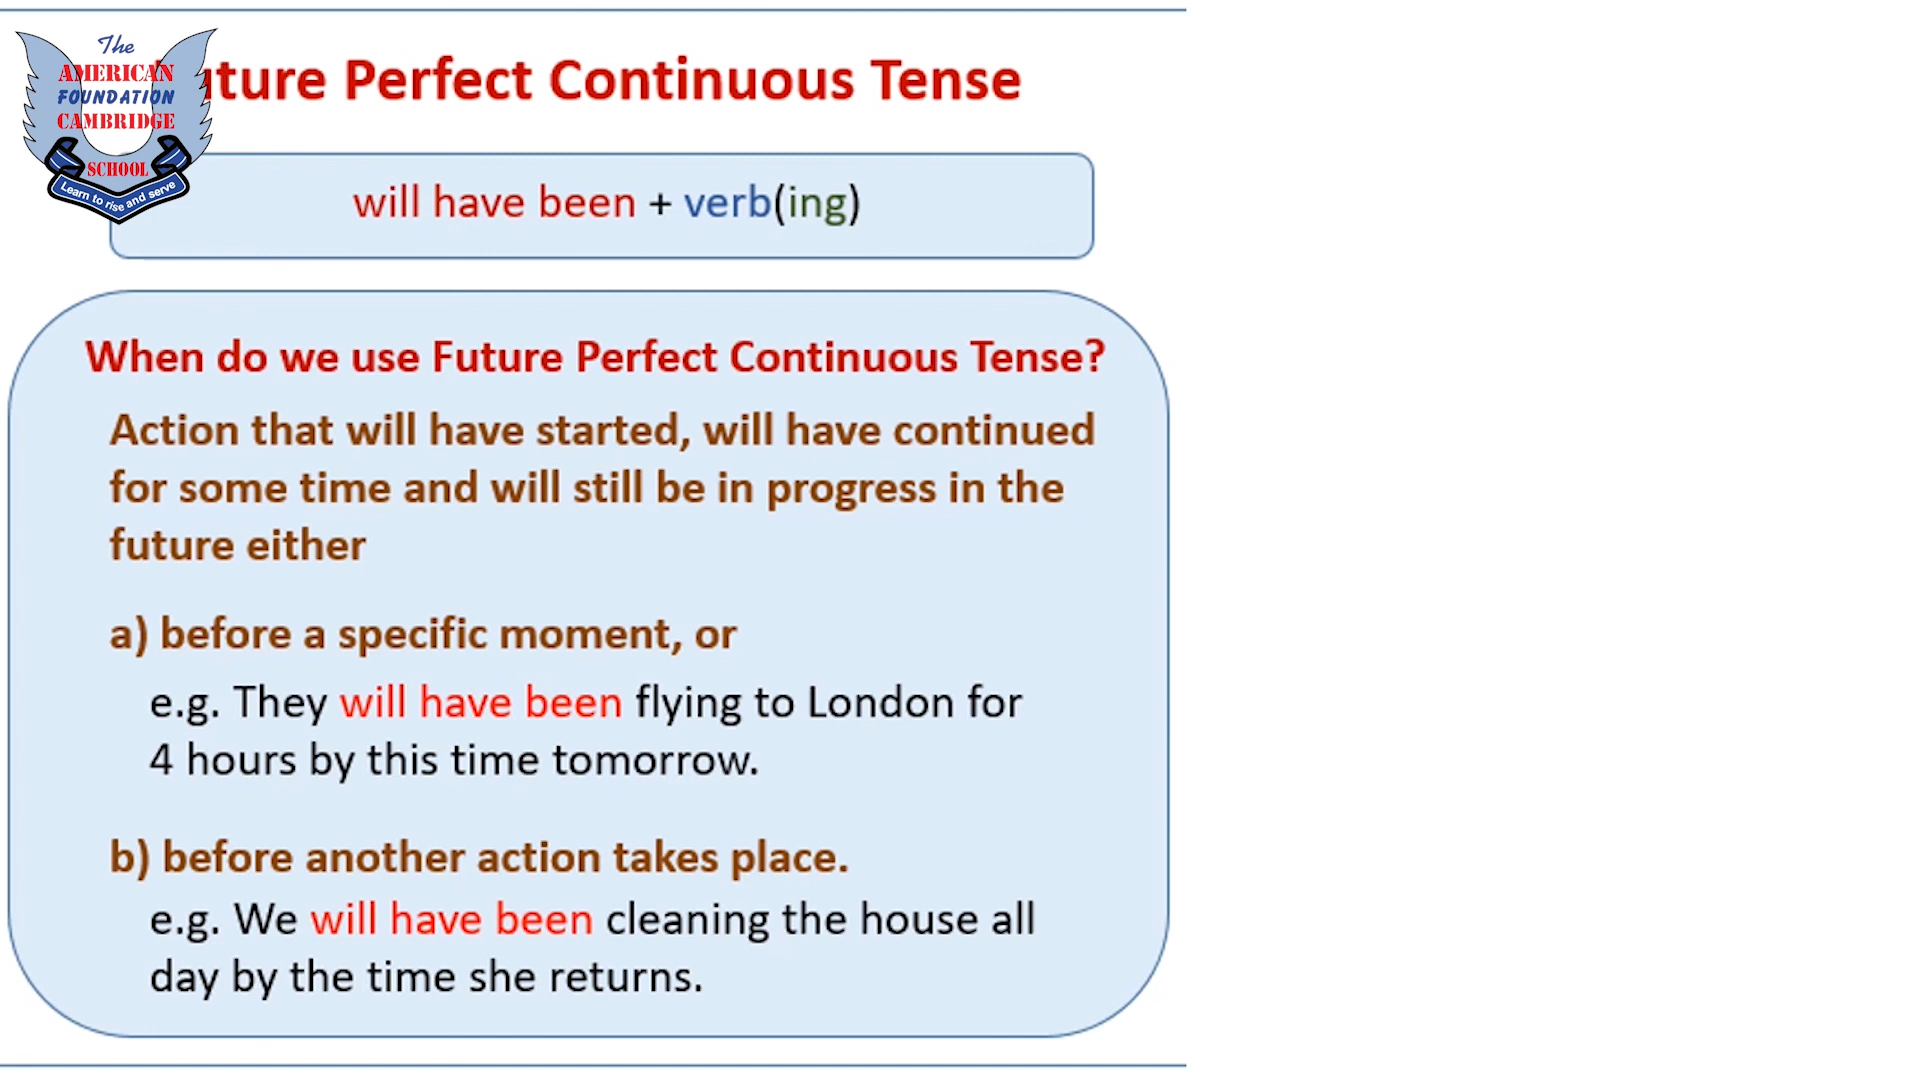 The
AMERICAN
FOUNDATION
CAMBRIDGE
SCHOOL
Learn to rise and serve
uture Perfect Continuous Tense
will have been + verb(ing)
When do we use Future Perfect Continuous Tense?
Action that will have started, will have continued
for some time and will still be in progress in the
future either
a) before a specific moment, or
e.g. They will have been flying to London for
4 hours by this time tomorrow.
b) before another action takes place.
e.g. We will have been cleaning the house all
day by the time she returns.